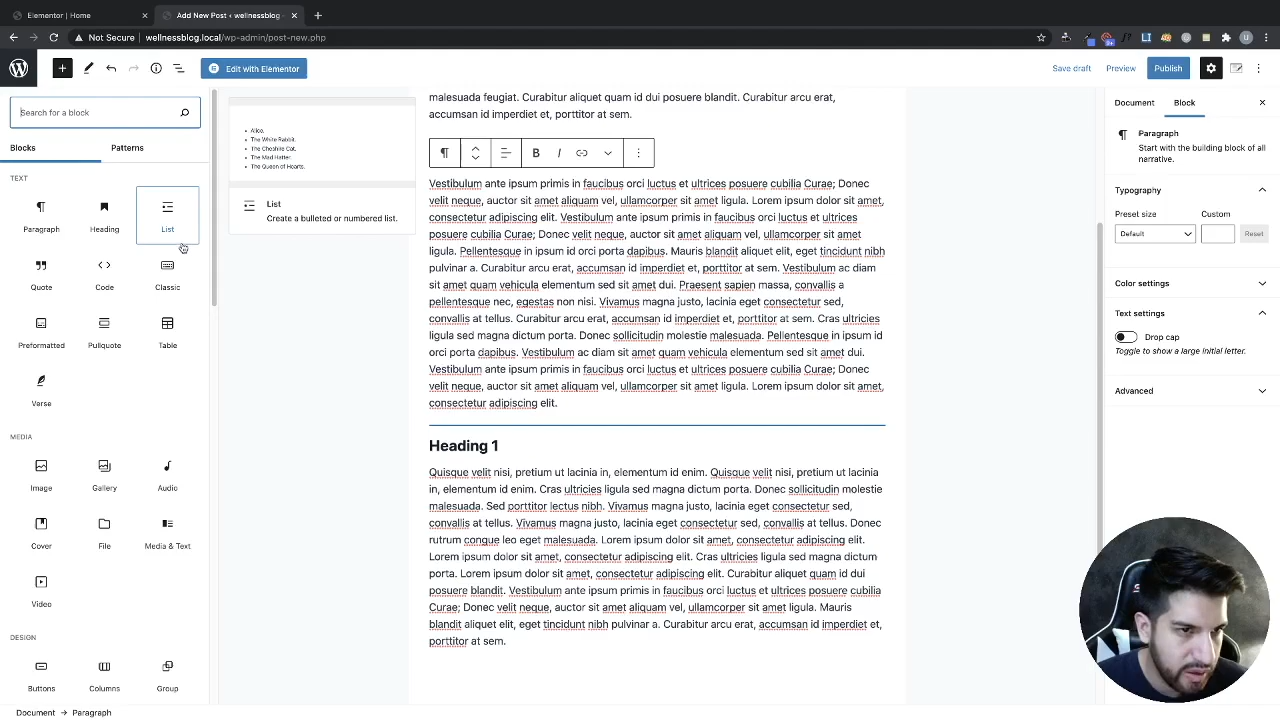 Elementor | Home
Add New Post ‹ wellnessblog
Not Secure
wellnessblog.local/wp-admin/post-new.php
Edit with Elementor
Save draft
Preview
Publish
Search for a block
Blocks
Patterns
TEXT
Paragraph
Heading
List
Quote
Code
Classic
Preformatted
Pullquote
Table
Verse
MEDIA
Image
Gallery
Audio
Cover
File
Media & Text
Video
DESIGN
Buttons
Columns
Group
Alice.
The White Rabbit.
The Cheshire Cat.
The Mad Hatter.
The Queen of Hearts.
List
Create a bulleted or numbered list.
malesuada feugiat. Curabitur aliquet quam id dui posuere blandit. Curabitur arcu erat,
accumsan id imperdiet et, porttitor at sem.
B
I
Vestibulum ante ipsum primis in faucibus orci luctus et ultrices posuere cubilia Curae; Donec
velit neque, auctor sit amet aliquam vel, ullamcorper sit amet ligula. Lorem ipsum dolor sit amet,
consectetur adipiscing elit. Vestibulum ante ipsum primis in faucibus orci luctus et ultrices
posuere cubilia Curae; Donec velit neque, auctor sit amet aliquam vel, ullamcorper sit amet
ligula. Pellentesque in ipsum id orci porta dapibus. Mauris blandit aliquet elit, eget tincidunt nibh
pulvinar a. Curabitur arcu erat, accumsan id imperdiet et, porttitor at sem. Vestibulum ac diam
sit amet quam vehicula elementum sed sit amet dui. Praesent sapien massa, convallis a
pellentesque nec, egestas non nisi. Vivamus magna justo, lacinia eget consectetur sed,
convallis at tellus. Curabitur arcu erat, accumsan id imperdiet et, porttitor at sem. Cras ultricies
ligula sed magna dictum porta. Donec sollicitudin molestie malesuada. Pellentesque in ipsum id
orci porta dapibus. Vestibulum ac diam sit amet quam vehicula elementum sed sit amet dui.
Vestibulum ante ipsum primis in faucibus orci luctus et ultrices posuere cubilia Curae; Donec
velit neque, auctor sit amet aliquam vel, ullamcorper sit amet ligula. Lorem ipsum dolor sit amet,
consectetur adipiscing elit.
Heading 1
Quisque velit nisi, pretium ut lacinia in, elementum id enim. Quisque velit nisi, pretium ut lacinia
in, elementum id enim. Cras ultricies ligula sed magna dictum porta. Donec sollicitudin molestie
malesuada. Sed porttitor lectus nibh. Vivamus magna justo, lacinia eget consectetur sed,
convallis at tellus. Vivamus magna justo, lacinia eget consectetur sed, convallis at tellus. Donec
rutrum congue leo eget malesuada. Lorem ipsum dolor sit amet, consectetur adipiscing elit.
Lorem ipsum dolor sit amet, consectetur adipiscing elit. Cras ultricies ligula sed magna dictum
porta. Lorem ipsum dolor sit amet, consectetur adipiscing elit. Curabitur aliquet quam id dui
posuere blandit. Vestibulum ante ipsum primis in faucibus orci luctus et ultrices posuere cubilia
Curae; Donec velit neque, auctor sit amet aliquam vel, ullamcorper sit amet ligula. Mauris
blandit aliquet elit, eget tincidunt nibh pulvinar a. Curabitur arcu erat, accumsan id imperdiet et,
porttitor at sem.
Document
Block
Paragraph
Start with the building block of all
narrative.
Typography
Preset size
Custom
Default
Reset
Color settings
Text settings
Drop cap
Toggle to show a large initial letter.
Advanced
Document → Paragraph